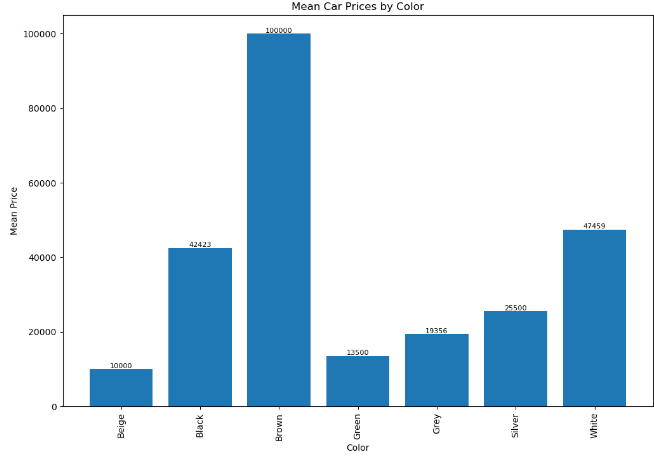 Mean Car Prices by Color
Mean Price
100000
80000
60000
40000
20000
0
10000
42423
100000
13500
19356
25500
47459
Beige
Black
Brown
Green
Grey
Silver
White
Color